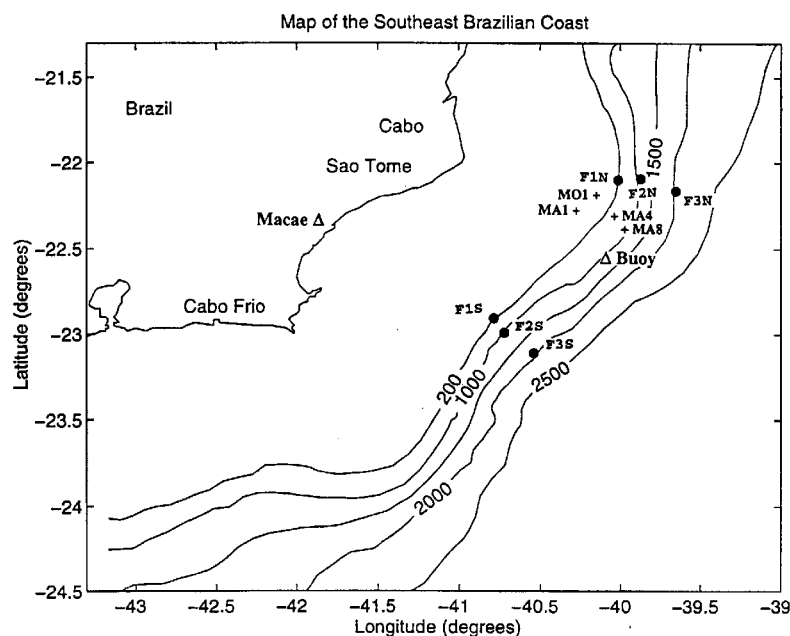 Map of the Southeast Brazilian Coast
−21.5
Brazil
Cabo
−22
Sao Tome
1500
F1N
F2N
F3N
MO1 +
MA1 +
+ MA4
+ MA8
Macae Δ
−22.5
Δ Buoy
Cabo Frio
F1S
−23
F2S
F3S
200
1000
2500
−23.5
2000
−24
−24.5
−43
−42.5
−42
−41.5
−41
−40.5
−40
−39.5
−39
Latitude (degrees)
Longitude (degrees)